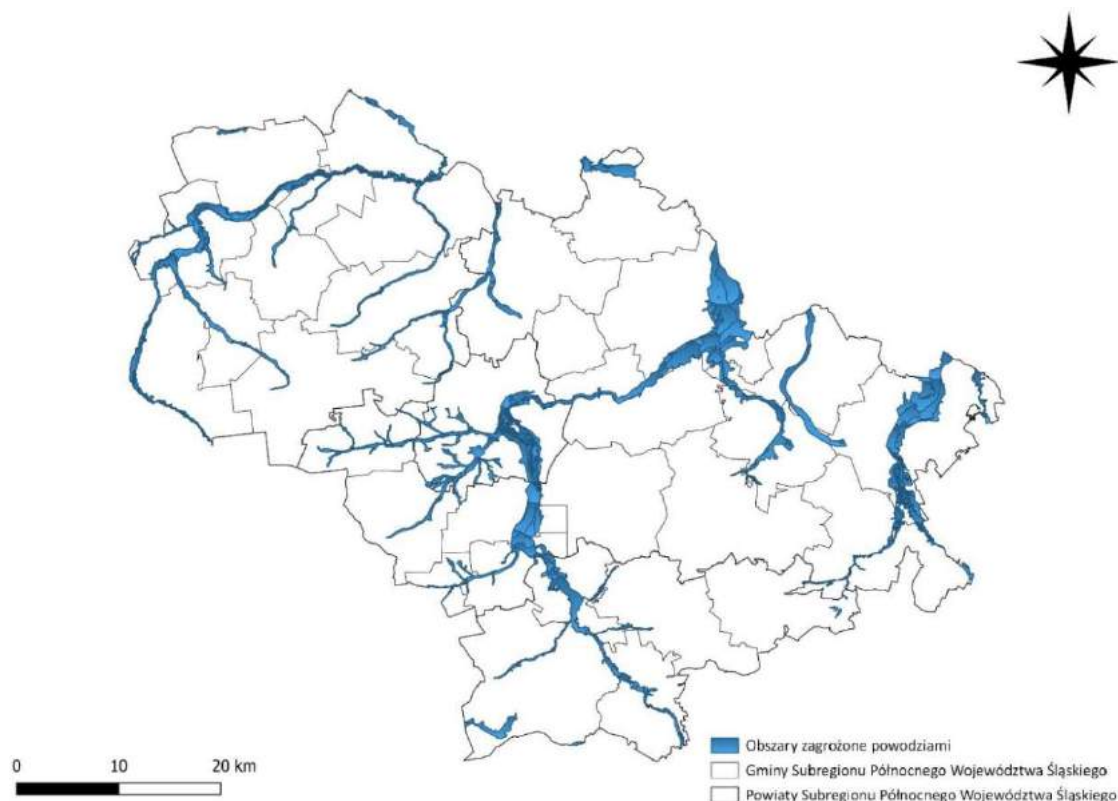 Obszary zagrożone powodziami
Gminy Subregionu Północnego Województwa Śląskiego
Powiaty Subregionu Północnego Województwa Śląskiego
0 10 20 km